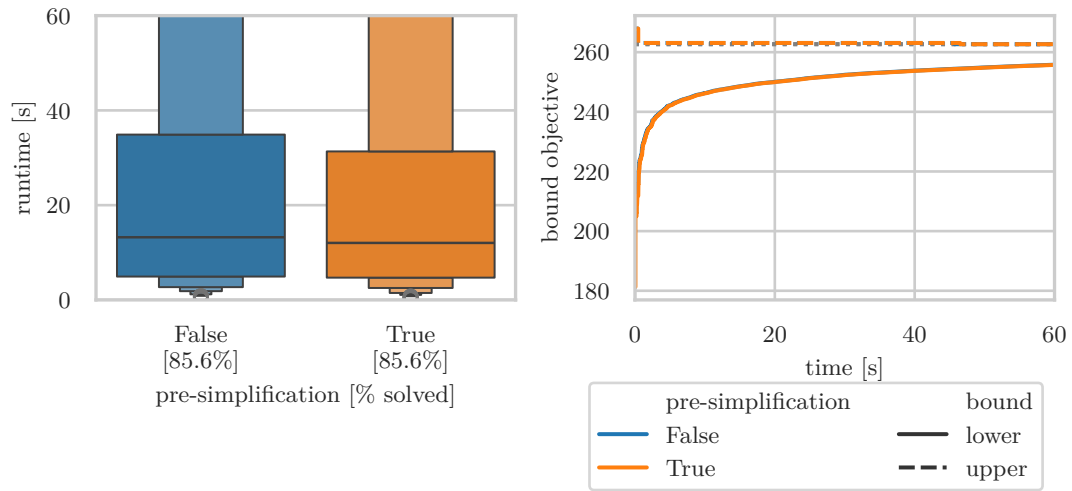 runtime [s]
60
40
20
0
False
[85.6%]
True
[85.6%]
pre-simplification [% solved]
bound objective
260
240
220
200
180
0
20
40
60
time [s]
pre-simplification
False
True
bound
lower
upper